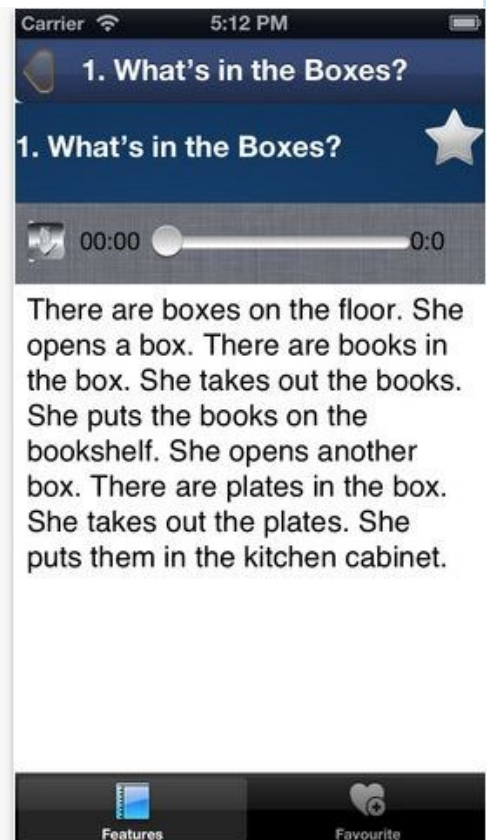 Carrier 5:12 PM
1. What's in the Boxes?
1. What's in the Boxes?
00:00 0:0
There are boxes on the floor. She
opens a box. There are books in
the box. She takes out the books.
She puts the books on the
bookshelf. She opens another
box. There are plates in the box.
She takes out the plates. She
puts them in the kitchen cabinet.
Features Favourite